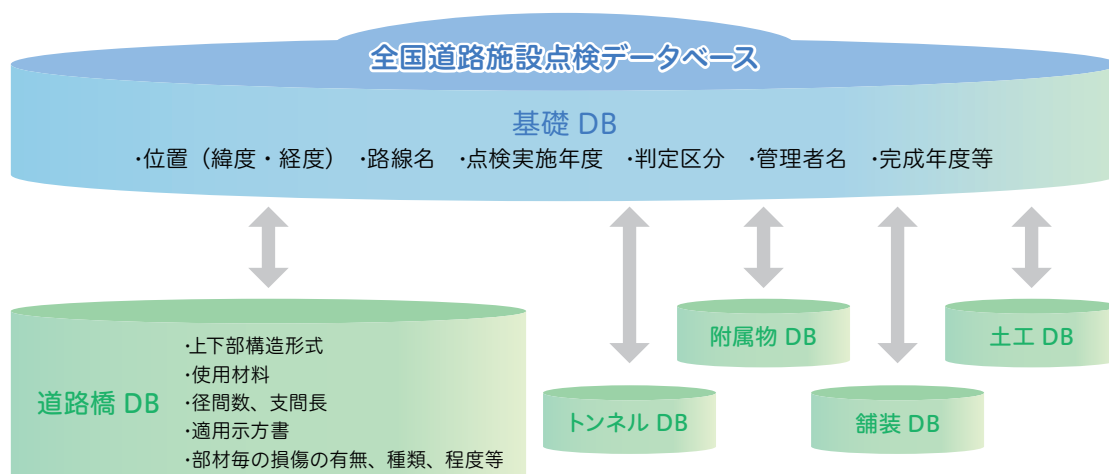 全国道路施設点検データベース
基礎 DB
･位置（緯度・経度） ･路線名 ･点検実施年度 ･判定区分 ･管理者名 ･完成年度等
道路橋 DB
･上下部構造形式
･使用材料
･径間数、支間長
･適用示方書
･部材毎の損傷の有無、種類、程度等
トンネル DB
附属物 DB
舗装 DB
土工 DB